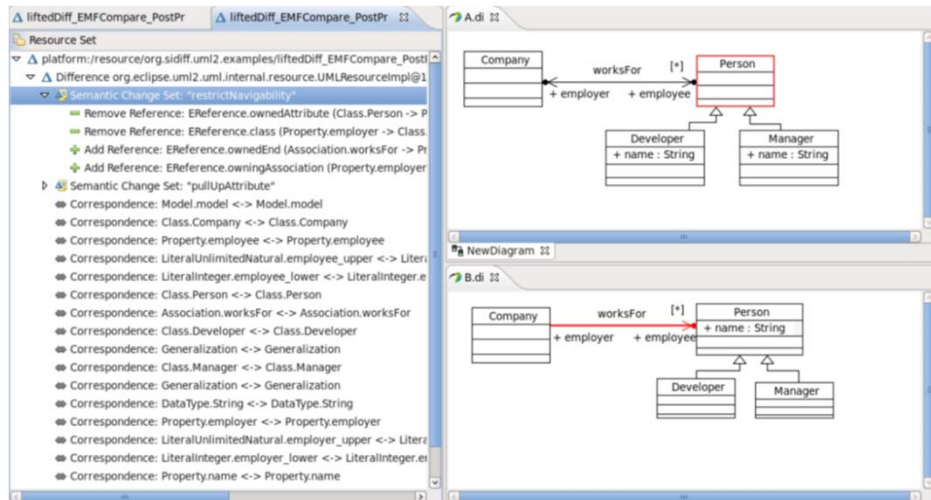 liftedDiff_EMFCompare_PostPr
liftedDiff_EMFCompare_PostPr
Resource Set
platform:/resource/org.sidiff.uml2.examples/liftedDiff_EMFCompare_Postl
Difference org.eclipse.uml2.uml.internal.resource.UMLResourceImpl@1
Semantic Change Set: "restrictNavigability"
Remove Reference: EReference.ownedAttribute (Class.Person -> P
Remove Reference: EReference.class (Property.employer -> Class.
Add Reference: EReference.ownedEnd (Association.worksFor -> Pr
Add Reference: EReference.owningAssociation (Property.employer
Semantic Change Set: "pullUpAttribute"
Correspondence: Model.model <-> Model.model
Correspondence: Class.Company <-> Class.Company
Correspondence: Property.employee <-> Property.employee
Correspondence: LiteralUnlimitedNatural.employee_upper <-> Litera
Correspondence: LiteralInteger.employee_lower <-> LiteralInteger.e
Correspondence: Class.Person <-> Class.Person
Correspondence: Association.worksFor <-> Association.worksFor
Correspondence: Class.Developer <-> Class.Developer
Correspondence: Generalization <-> Generalization
Correspondence: Class.Manager <-> Class.Manager
Correspondence: Generalization <-> Generalization
Correspondence: DataType.String <-> DataType.String
Correspondence: Property.employer <-> Property.employer
Correspondence: LiteralUnlimitedNatural.employer_upper <-> Litera
Correspondence: LiteralInteger.employer_lower <-> LiteralInteger.er
Correspondence: Property.name <-> Property.name
A.di
Company
worksFor
[*]
Person
+ employer
+ employee
Developer
+ name : String
Manager
+ name : String
NewDiagram
B.di
Company
worksFor
[*]
Person
+ name : String
+ employer
+ employee
Developer
Manager